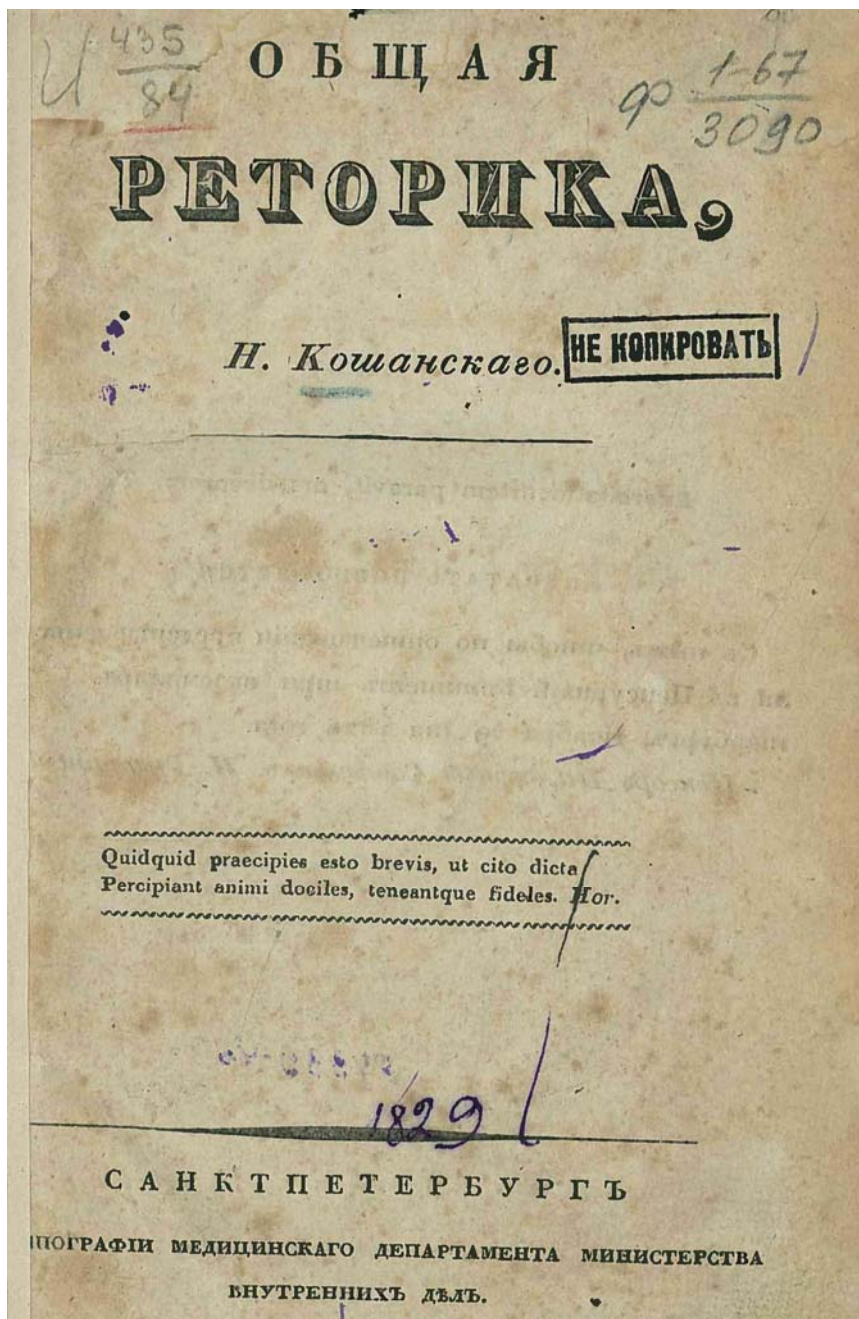 435
84
ОБЩАЯ
Ф 1-67
3090
РЕТОРИКА,
Н. Кошанскаго.
НЕ КОПИРОВАТЬ
Quidquid praecipies esto brevis, ut cito dicta
Percipiant animi dociles, teneantque fideles. Hor.
1829
САНКТПЕТЕРБУРГЪ
ИПОГРАФІИ МЕДИЦИНСКАГО ДЕПАРТАМЕНТА МИНИСТЕРСТВА
ВНУТРЕННИХЪ ДѢЛЪ.